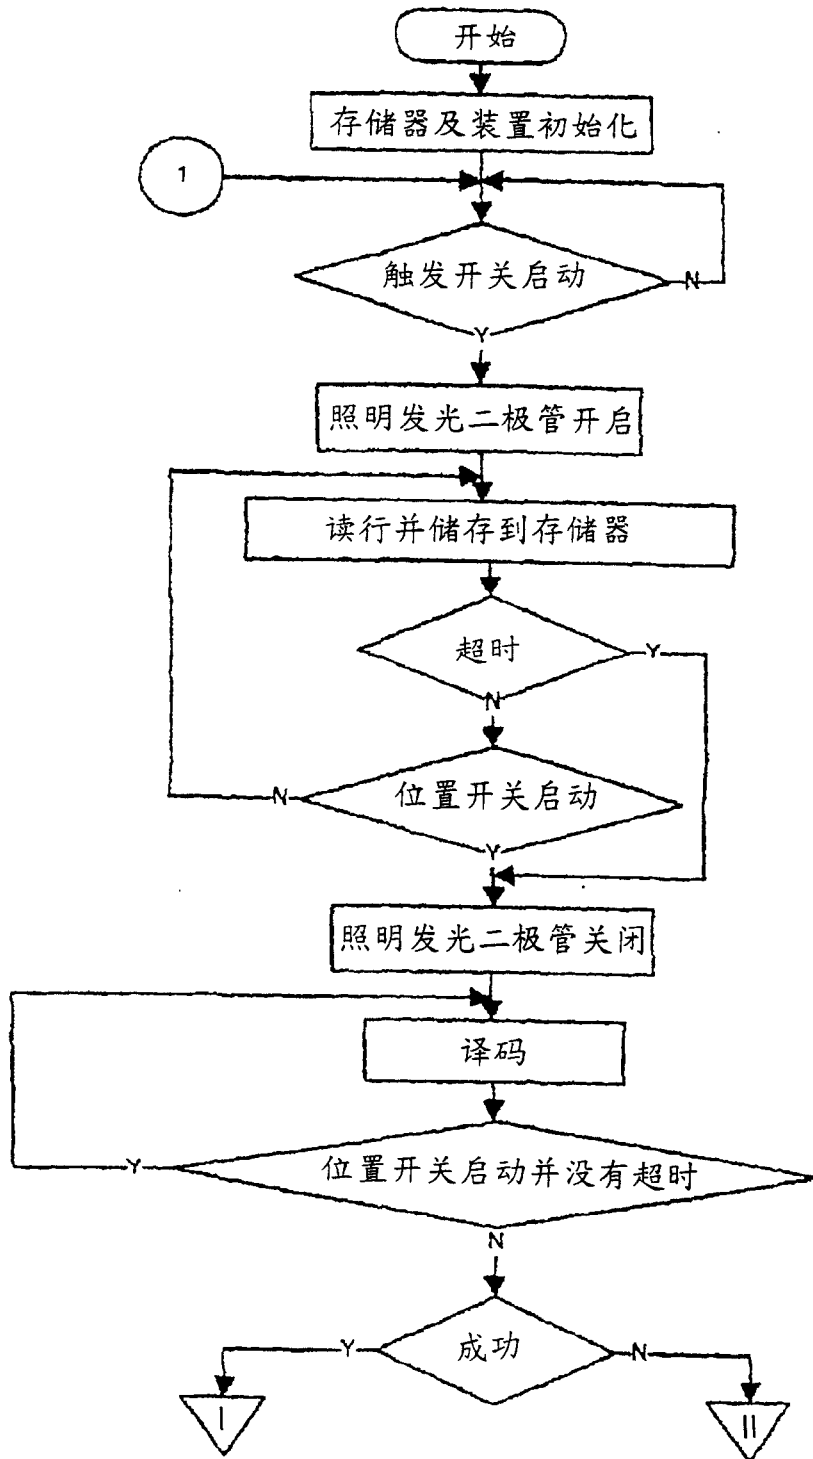 开始
存储器及装置初始化
1
触发开关启动
N
Y
照明发光二极管开启
读行并储存到存储器
超时
Y
N
位置开关启动
N
Y
照明发光二极管关闭
译码
位置开关启动并没有超时
Y
N
成功
Y
N
I
II